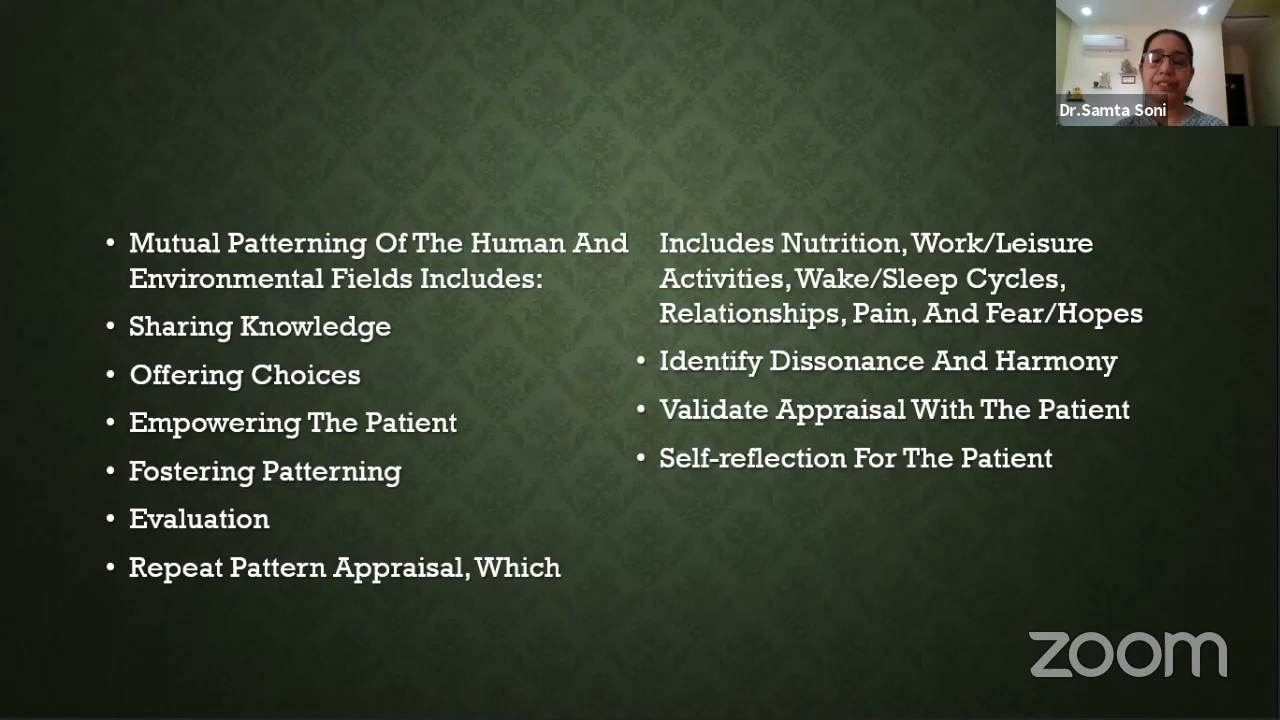 Dr.Samta Soni
• Mutual Patterning Of The Human And
Environmental Fields Includes:
• Sharing Knowledge
• Offering Choices
• Empowering The Patient
• Fostering Patterning
• Evaluation
• Repeat Pattern Appraisal, Which
Includes Nutrition, Work/Leisure
Activities, Wake/Sleep Cycles,
Relationships, Pain, And Fear/Hopes
• Identify Dissonance And Harmony
• Validate Appraisal With The Patient
• Self-reflection For The Patient
zoom